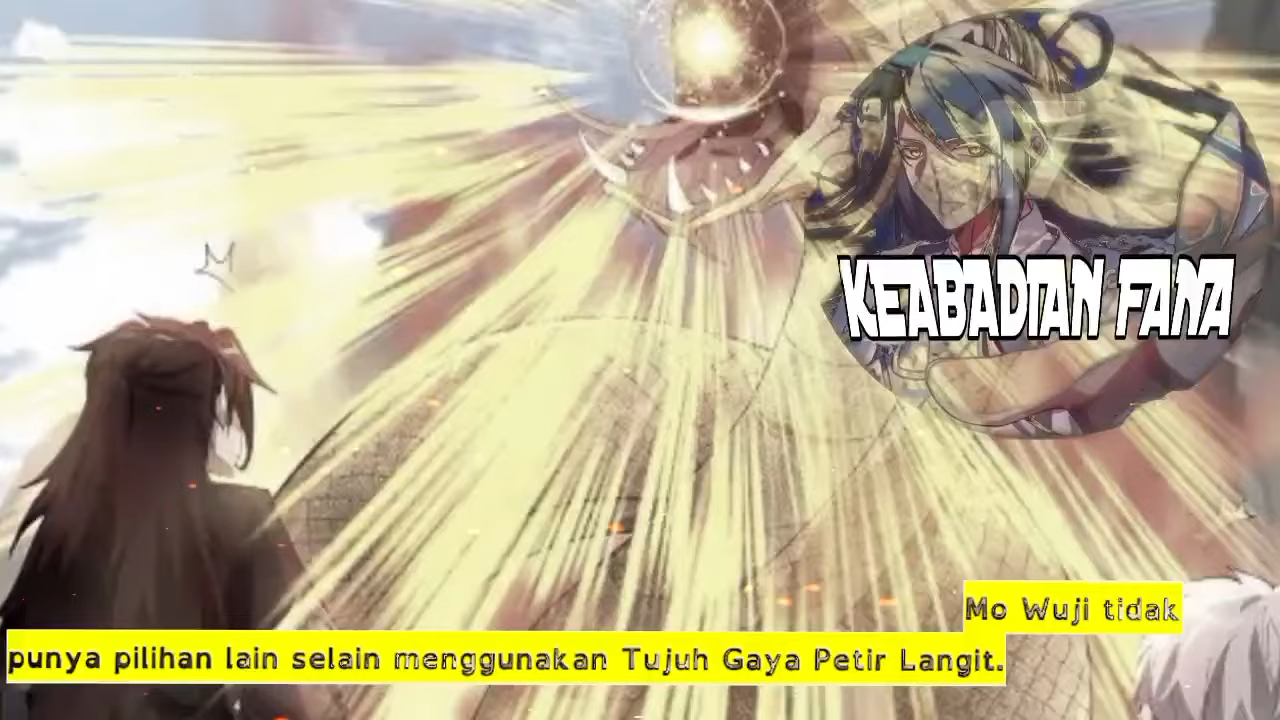 KEABADIAN FANA
Mo Wuji tidak
punya pilihan lain selain menggunakan Tujuh Gaya Petir Langit.